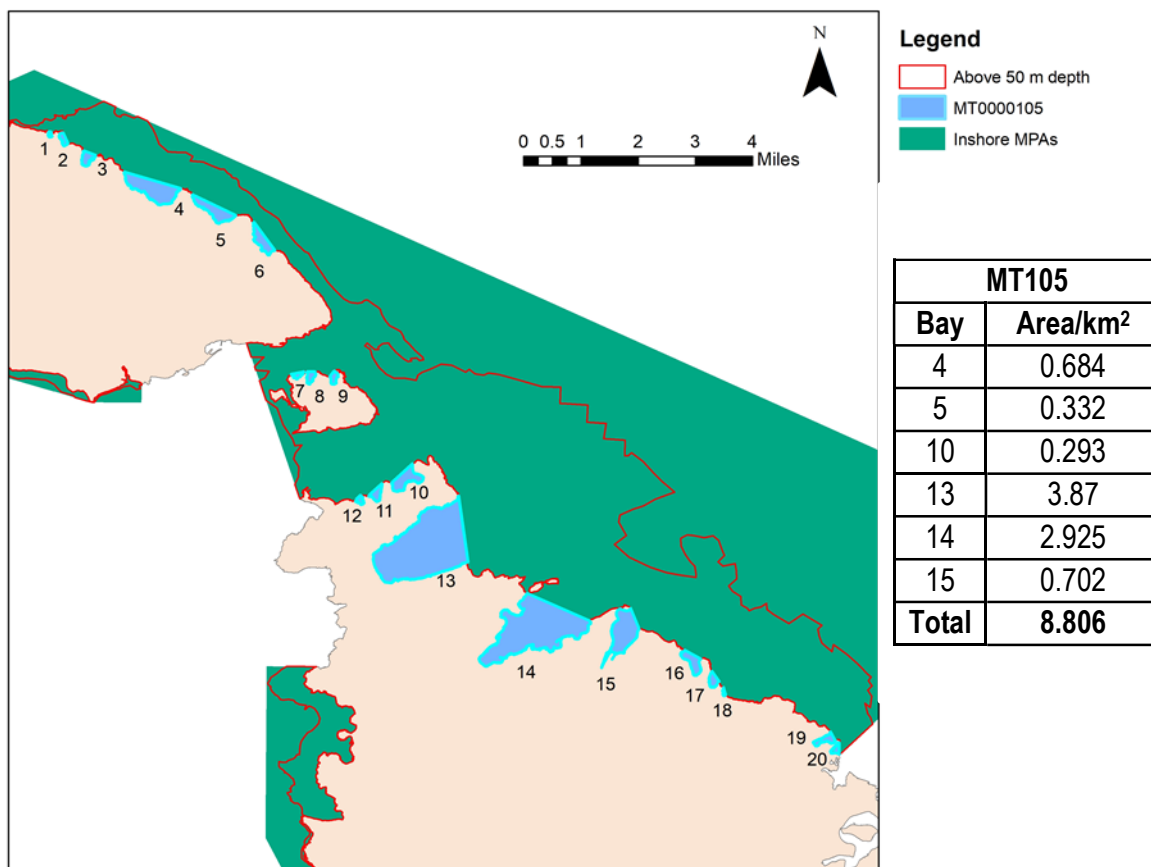 N
0 0.5 1 2 3 4
Miles
1
2
3
4
5
6
7
8
9
10
11
12
13
14
15
16
17
18
19
20
Legend
Above 50 m depth
MT0000105
Inshore MPAs
MT105
Bay Area/km²
4 0.684
5 0.332
10 0.293
13 3.87
14 2.925
15 0.702
Total 8.806